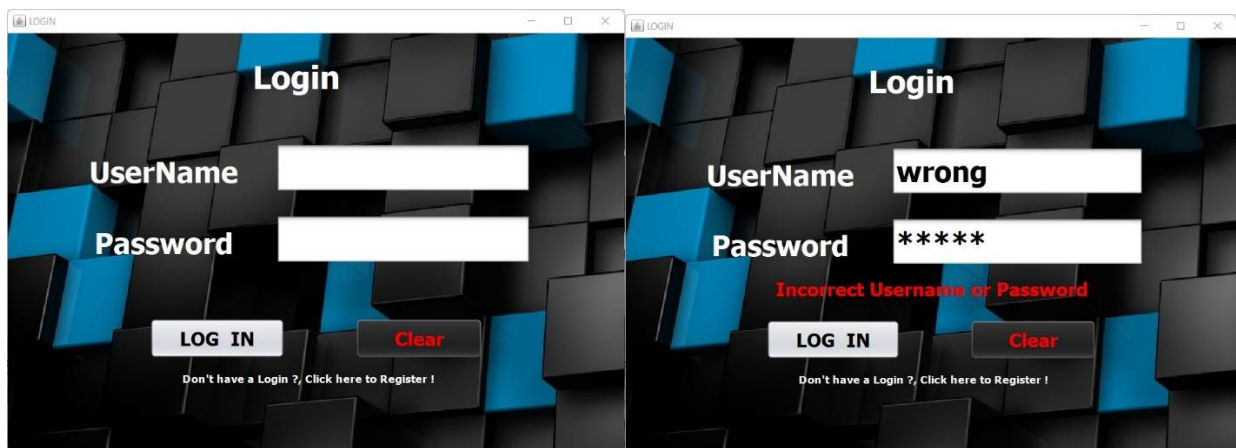 LOGIN
Login
UserName
Password
LOG IN Clear
Don't have a Login ?, Click here to Register !
LOGIN
Login
UserName wrong
Password *****
Incorrect Username or Password
LOG IN Clear
Don't have a Login ?, Click here to Register !